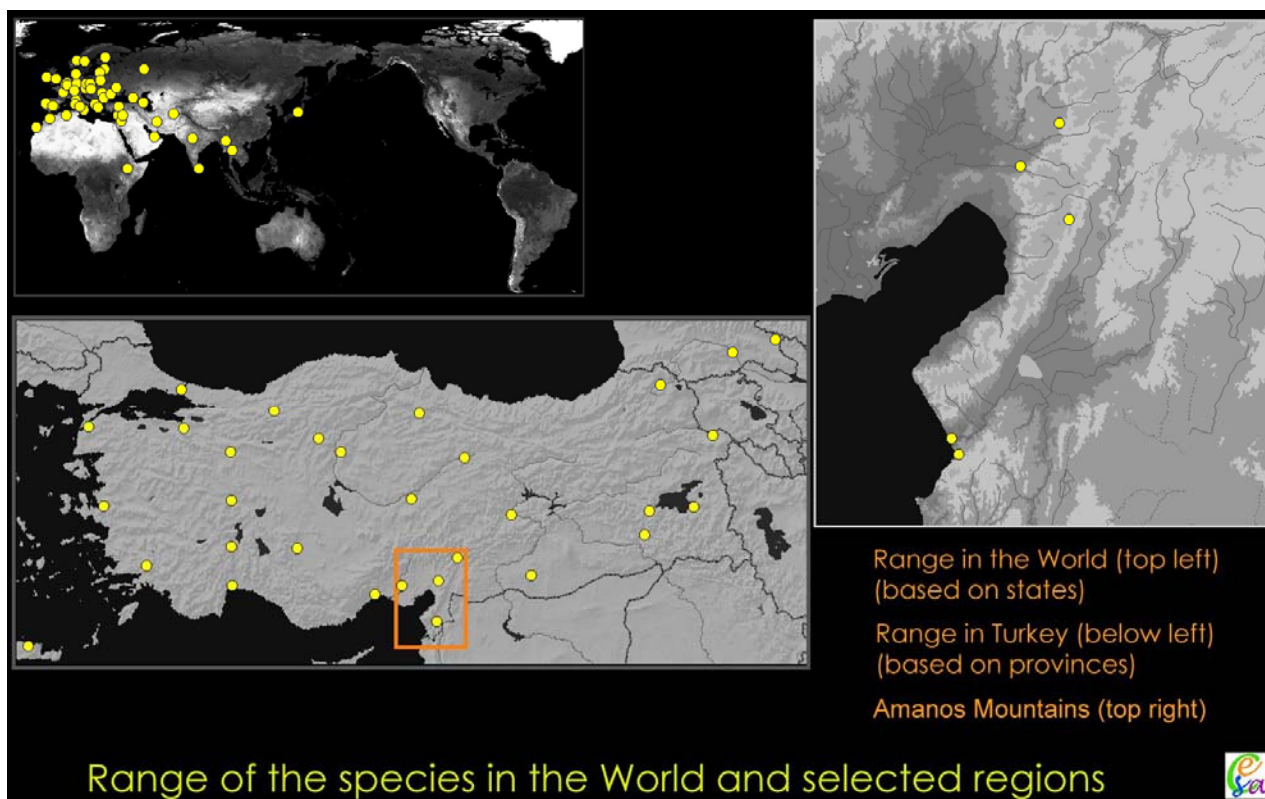 Range in the World (top left)
(based on states)
Range in Turkey (below left)
(based on provinces)
Amanos Mountains (top right)
Range of the species in the World and selected regions